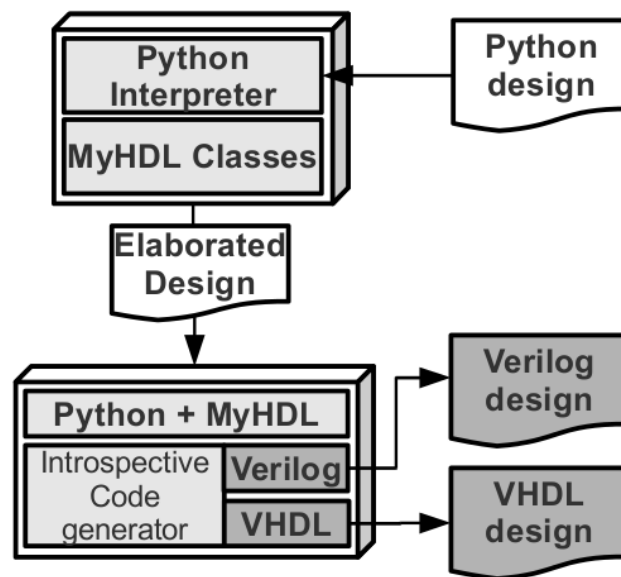 Python
Interpreter
MyHDL Classes
Python
design
Elaborated
Design
Python + MyHDL
Introspective
Code
generator
Verilog
VHDL
Verilog
design
VHDL
design